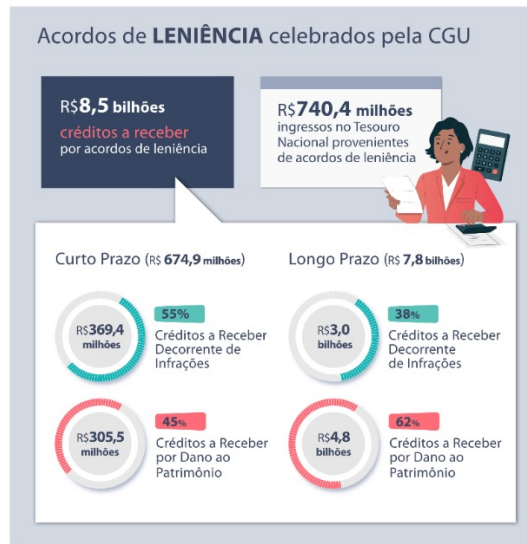 Acordos de LENIÊNCIA celebrados pela CGU
R$8,5 bilhões
créditos a receber
por acordos de leniência
R$740,4 milhões
ingressos no Tesouro
Nacional provenientes
de acordos de leniência
Curto Prazo (R$ 674,9 milhões)
R$369,4
milhões
55%
Créditos a Receber
Decorrente de
Infrações
R$305,5
milhões
45%
Créditos a Receber
por Dano ao
Patrimônio
Longo Prazo (R$ 7,8 bilhões)
R$3,0
bilhões
38%
Créditos a Receber
Decorrente
de Infrações
R$4,8
bilhões
62%
Créditos a Receber
por Dano ao
Patrimônio